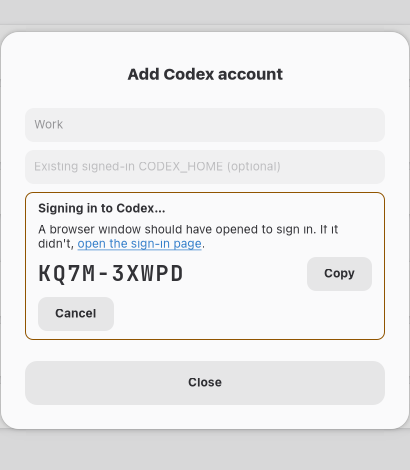 Add Codex account
Work
Existing signed-in CODEX_HOME (optional)
Signing in to Codex...
A browser window should have opened to sign in. If it
didn't, open the sign-in page.
KQ7M-3XWPD
Copy
Cancel
Close